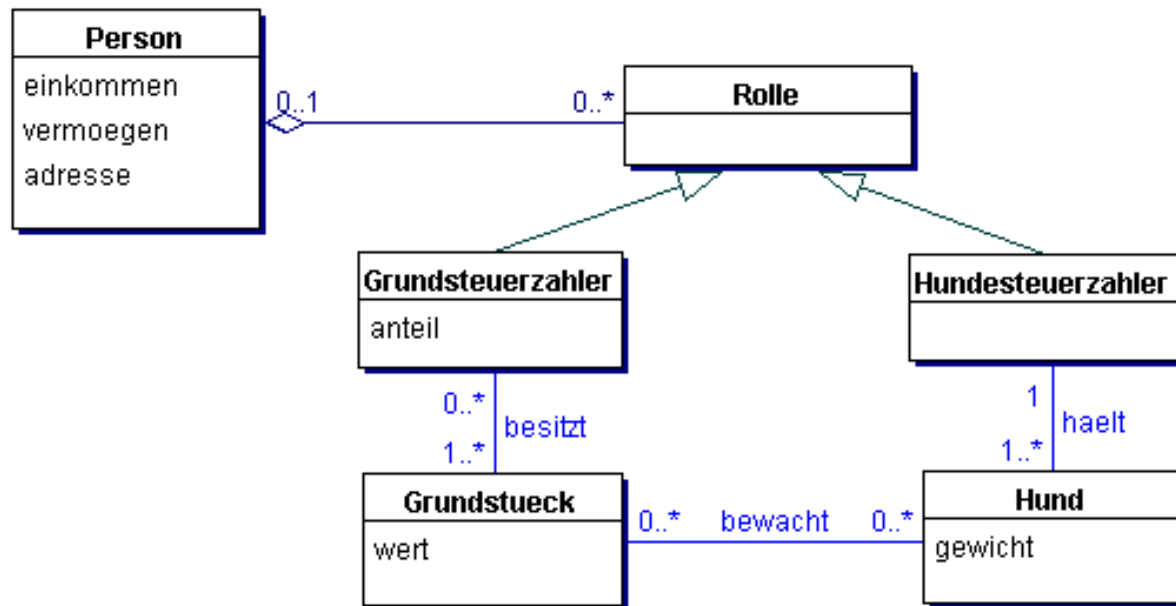 Person
einkommen
vermoegen
adresse
0..1
0..*
Rolle
Grundsteuerzahler
anteil
Hundesteuerzahler
0..*
besitzt
1..*
1
haelt
1..*
Grundstueck
wert
0..*
bewacht
0..*
Hund
gewicht